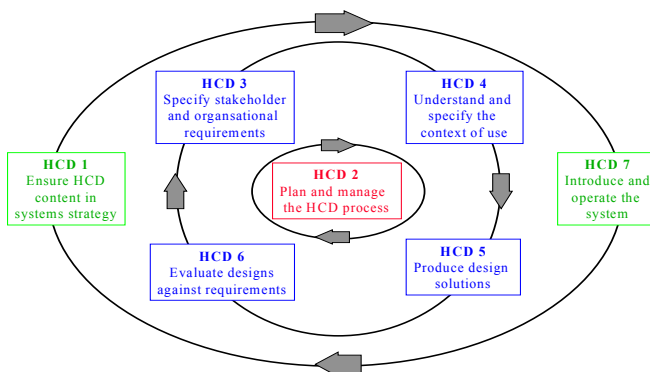 HCD 3
Specify stakeholder
and organsational
requirements
HCD 4
Understand and
specify the
context of use
HCD 1
Ensure HCD
content in
systems strategy
HCD 2
Plan and manage
the HCD process
HCD 7
Introduce and
operate the
system
HCD 6
Evaluate designs
against requirements
HCD 5
Produce design
solutions